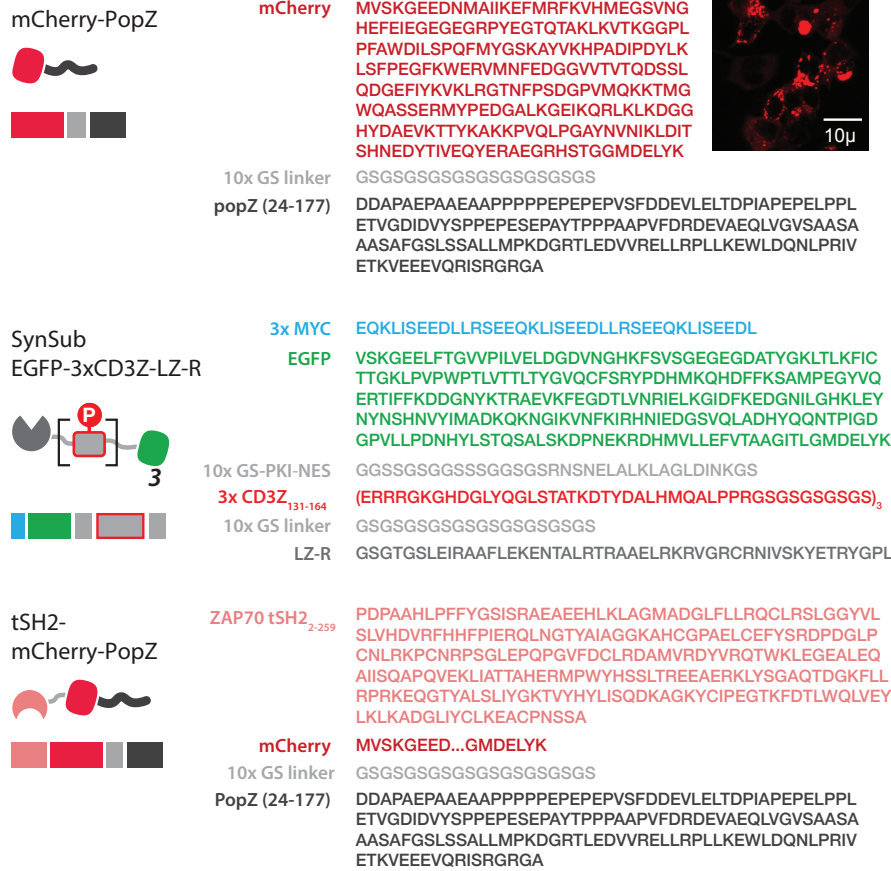 mCherry-PopZ
mCherry
MVSKGEEDNMAIIKEFMRFKVHMEGSVNG
HEFEIEGEGEGRPYEGTQTAKLKVTKGGPL
PFAWDILSPQFMYGSKAYVKHPADIPDYLK
LSFPEGFKWERVMNFEDGGVVTVTQDSSL
QDGEFIYKVKLRGTNFPSDGPVMQKKTMG
WQASSERMYPEDGALKGEIKQRLKLKDGG
HYDAEVKTTYKAKKPVQLPGAYNVNIKLDIT
SHNEDYTIVEQYERAEGRHSTGGMDELYK
10μ
10x GS linker
GSGSGSGSGSGSGSGSGSGS
popZ (24-177)
DDAPAEPAAEAAPPPPPEPEPEPVSFDDEVLELTDPIAPEPELPPL
ETVGDIDVYSPPEPESEPAYTPPPAAPVFDRDEVAEQLVGVSAASA
AASAFGSLSSALLMPKDGRTLEDVVRELLRPLLKEWLDQNLPRIV
ETKVEEEVQRISRGRGA
SynSub
EGFP-3xCD3Z-LZ-R
P
3
3x MYC
EQKLISEEDLLRSEEQKLISEEDLLRSEEQKLISEEDL
EGFP
VSKGEELFTGVVPILVELDGDVNGHKFSVSGEGEGDATYGKLTLKFIC
TTGKLPVPWPTLVTTLTYGVQCFSRYPDHMKQHDFFKSAMPEGYVQ
ERTIFFKDDGNYKTRAEVKFEGDTLVNRIELKGIDFKEDGNILGHKLEY
NYNSHNVYIMADKQKNGIKVNFKIRHNIEDGSVQLADHYQQNTPIGD
GPVLLPDNHYLSTQSALSKDPNEKRDHMVLLEFVTAAGITLGMDELYK
10x GS-PKI-NES
GGSSGSGGSSSGGSGSRNSNELALKLAGLDINKGS
3x CD3Z131-164
(ERRRGKGHDGLYQGLSTATKDTYDALHMQALPPRGSGSGSGSGS)3
10x GS linker
GSGSGSGSGSGSGSGSGSGS
LZ-R
GSGTGSLEIRAAFLEKENTALRTRAAELRKRVGRCRNIVSKYETRYGPL
tSH2-
mCherry-PopZ
ZAP70 tSH22-259
PDPAAHLPFFYGSISRAEAEEHLKLAGMADGLFLLRQCLRSLGGYVL
SLVHDVRFHHFPIERQLNGTYAIAGGKAHCGPAELCEFYSRDPDGLP
CNLRKPCNRPSGLEPQPGVFDCLRDAMVRDYVRQTWKLEGEALEQ
AIISQAPQVEKLIATTAHERMPWYHSSLTREEAERKLYSGAQTDGKFLL
RPRKEQGTYALSLIYGKTVYHYLISQDKAGKYCIPEGTKFDTLWQLVEY
LKLKADGLIYCLKEACPNSSA
mCherry
MVSKGEED...GMDELYK
10x GS linker
GSGSGSGSGSGSGSGSGSGS
PopZ (24-177)
DDAPAEPAAEAAPPPPPEPEPEPVSFDDEVLELTDPIAPEPELPPL
ETVGDIDVYSPPEPESEPAYTPPPAAPVFDRDEVAEQLVGVSAASA
AASAFGSLSSALLMPKDGRTLEDVVRELLRPLLKEWLDQNLPRIV
ETKVEEEVQRISRGRGA